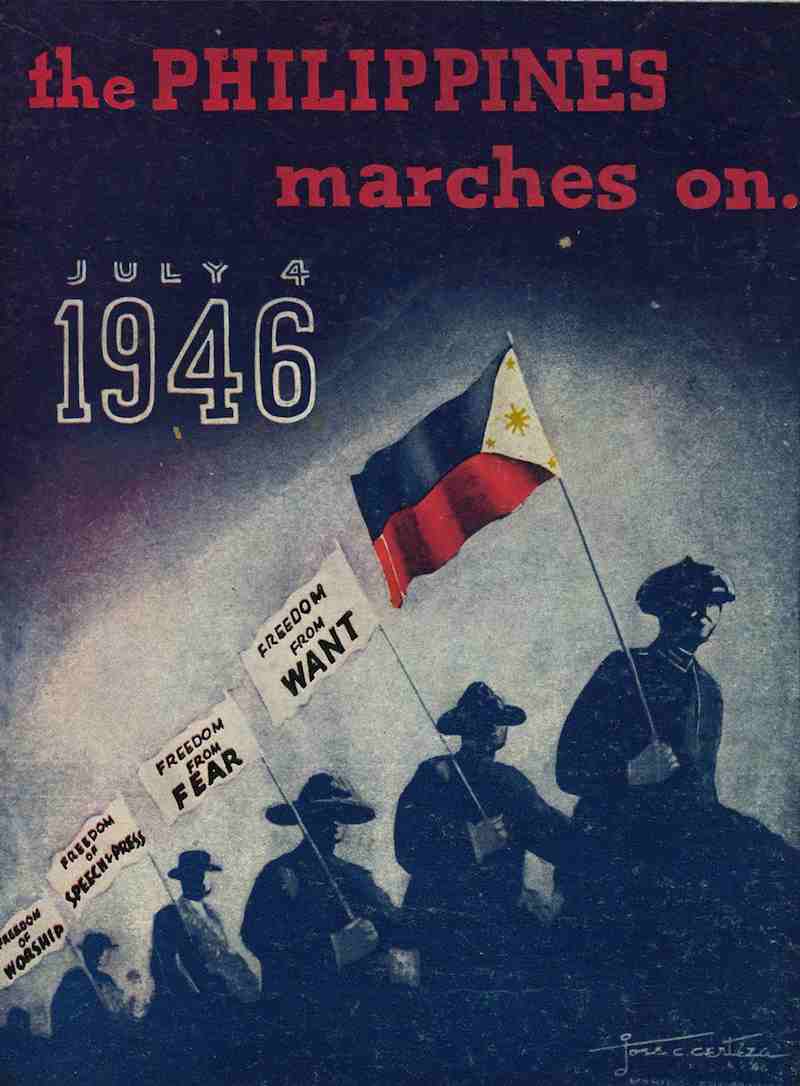 the PHILIPPINES
marches on.
JULY 4
1946
FREEDOM
FROM
WANT
FREEDOM
FROM
FEAR
FREEDOM
OF
SPEECH & PRESS
FREEDOM
OF
WORSHIP
Jose C. Certeza